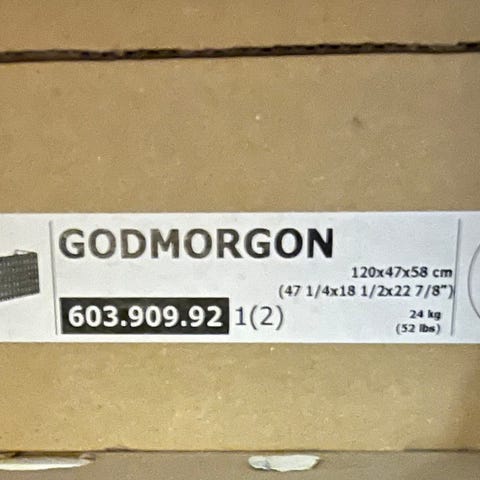 GODMORGON
120x47x58 cm
(47 1/4x18 1/2x22 7/8")
603.909.92 1(2)
24 kg
(52 lbs)